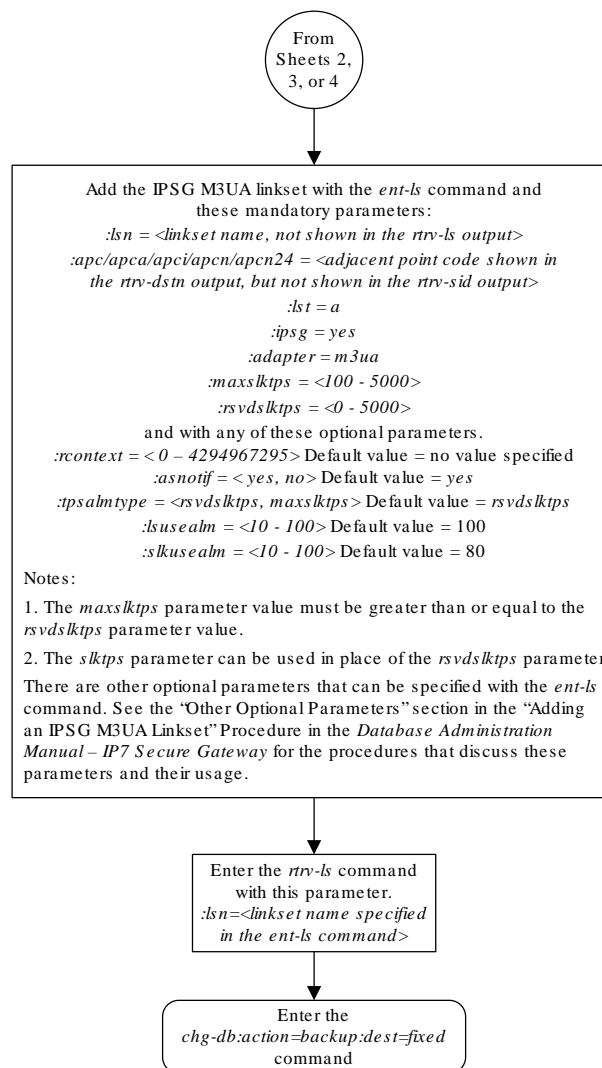 From
Sheets 2,
3, or 4
Add the IPSG M3UA linkset with the ent-ls command and
these mandatory parameters:
:lsn = <linkset name, not shown in the rtrv-ls output>
:apc/apca/apci/apcn/apcn24 = <adjacent point code shown in
the rtrv-dstn output, but not shown in the rtrv-sid output>
:lst = a
:ipsg = yes
:adapter = m3ua
:maxslktps = <100 - 5000>
:rsvdslktps = <0 - 5000>
and with any of these optional parameters.
:rcontext = < 0 – 4294967295> Default value = no value specified
:asnotif = < yes, no> Default value = yes
:tpsalmtype = <rsvdslktps, maxslktps> Default value = rsvdslktps
:lsusealm = <10 - 100> Default value = 100
:slkusealm = <10 - 100> Default value = 80
Notes:
1. The maxslktps parameter value must be greater than or equal to the
rsvdslktps parameter value.
2. The slktps parameter can be used in place of the rsvdslktps parameter
There are other optional parameters that can be specified with the ent-ls
command. See the “Other Optional Parameters” section in the “Adding
an IPSG M3UA Linkset” Procedure in the Database Administration
Manual – IP7 Secure Gateway for the procedures that discuss these
parameters and their usage.
Enter the rtrv-ls command
with this parameter.
:lsn=<linkset name specified
in the ent-ls command>
Enter the
chg-db:action=backup:dest=fixed
command